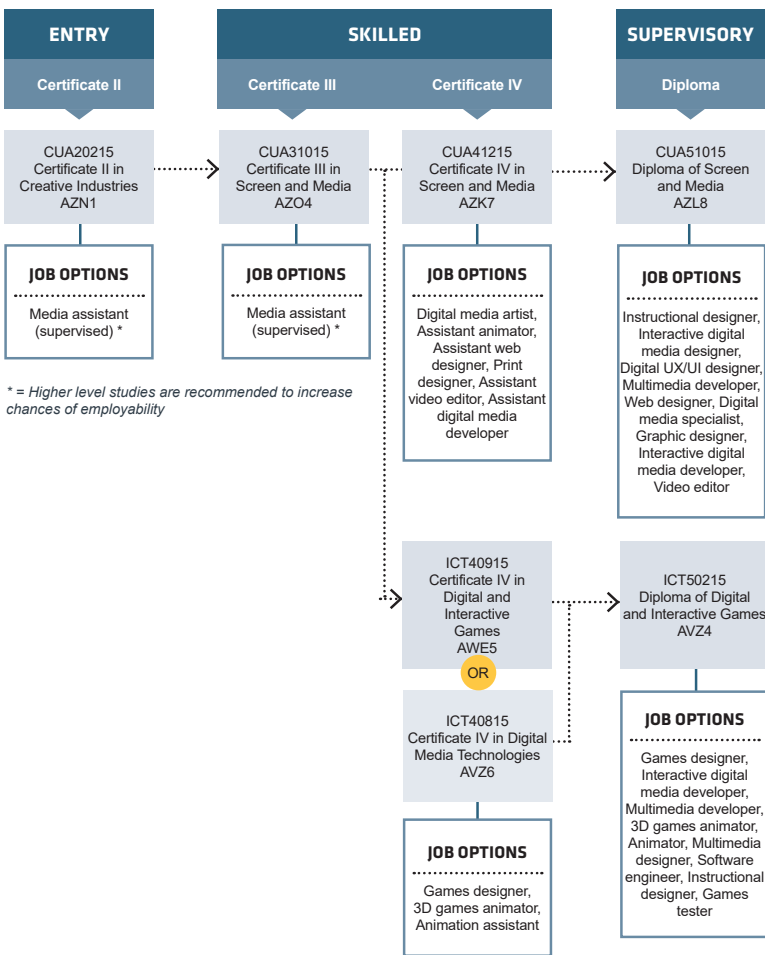 ENTRY
SKILLED
SUPERVISORY
Certificate II
Certificate III
Certificate IV
Diploma
CUA20215
Certificate II in
Creative Industries
AZN1
CUA31015
Certificate III in
Screen and Media
AZO4
CUA41215
Certificate IV in
Screen and Media
AZK7
CUA51015
Diploma of Screen
and Media
AZL8
JOB OPTIONS
Media assistant
(supervised) *
JOB OPTIONS
Media assistant
(supervised) *
JOB OPTIONS
Digital media artist,
Assistant animator,
Assistant web
designer, Print
designer, Assistant
video editor, Assistant
digital media
developer
JOB OPTIONS
Instructional designer,
Interactive digital
media designer,
Digital UX/UI designer,
Multimedia developer,
Web designer, Digital
media specialist,
Graphic designer,
Interactive digital
media developer,
Video editor
* = Higher level studies are recommended to increase
chances of employability
ICT40915
Certificate IV in
Digital and
Interactive
Games
AWE5
OR
ICT40815
Certificate IV in Digital
Media Technologies
AVZ6
JOB OPTIONS
Games designer,
3D games animator,
Animation assistant
ICT50215
Diploma of Digital
and Interactive Games
AVZ4
JOB OPTIONS
Games designer,
Interactive digital
media developer,
Multimedia developer,
3D games animator,
Animator, Multimedia
designer, Software
engineer, Instructional
designer, Games
tester